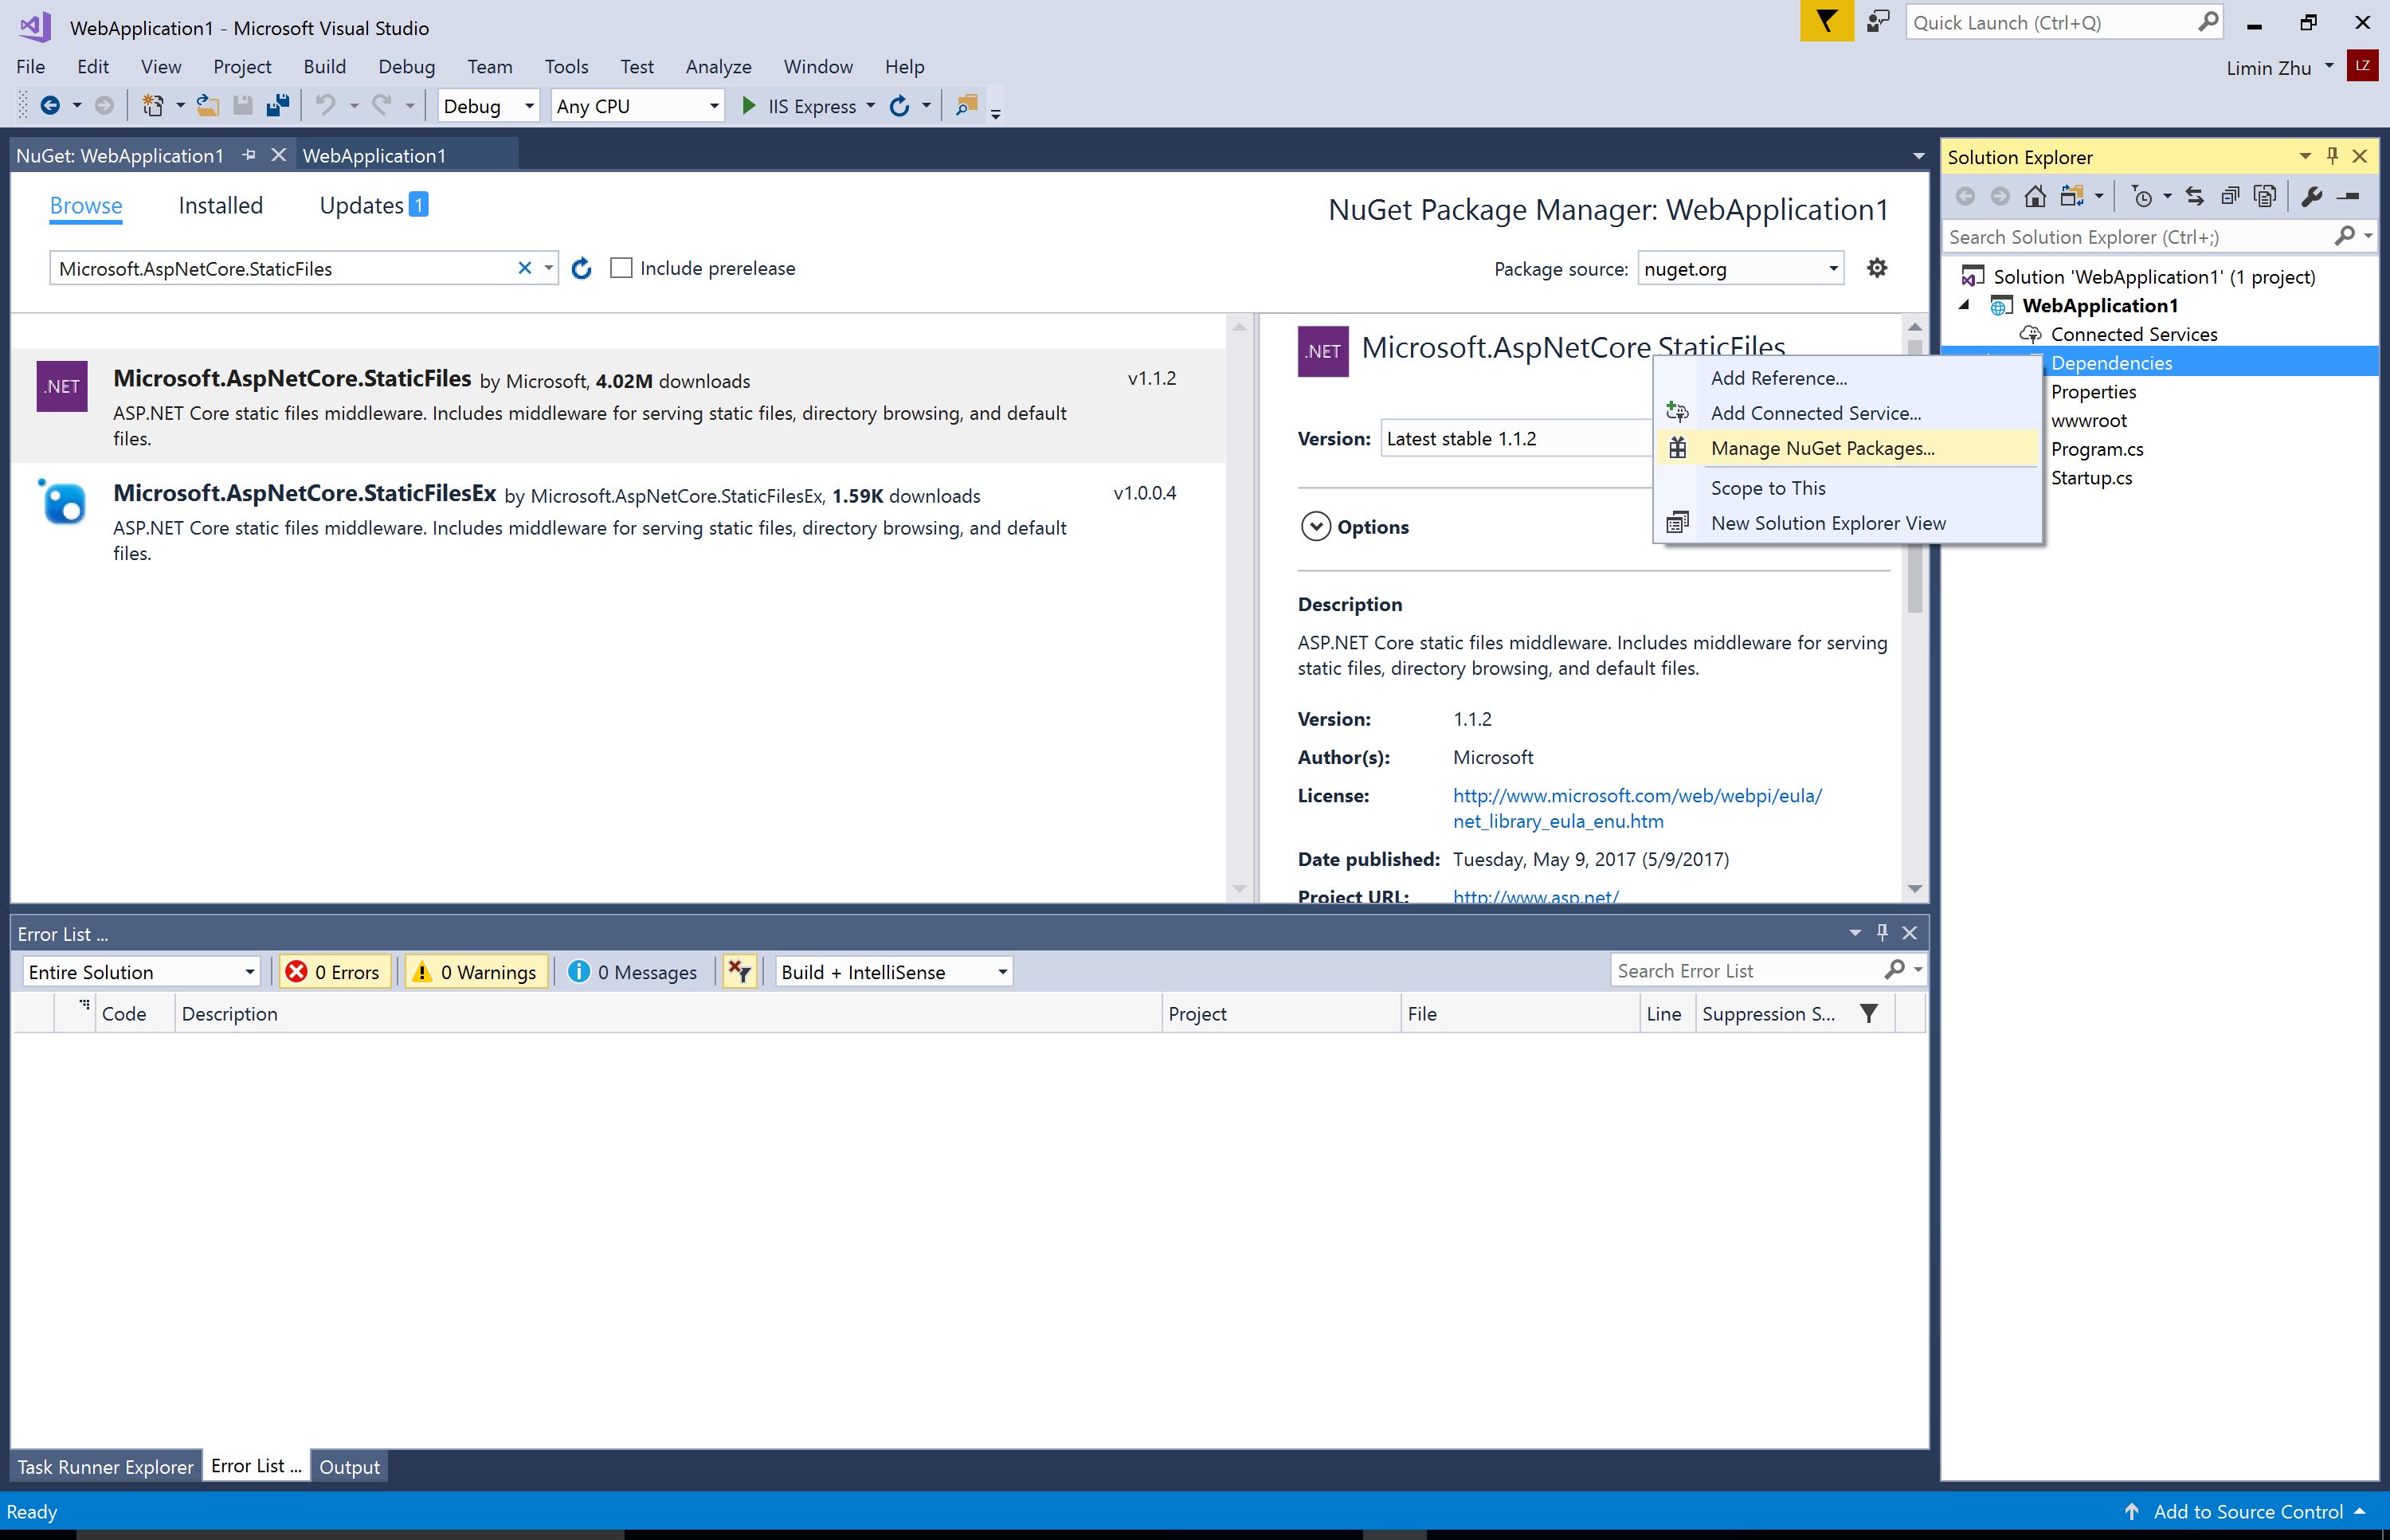 WebApplication1 - Microsoft Visual Studio
Quick Launch (Ctrl+Q)
File Edit View Project Build Debug Team Tools Test Analyze Window Help
Limin Zhu LZ
Debug Any CPU IIS Express
NuGet: WebApplication1 WebApplication1
Browse Installed Updates 1
NuGet Package Manager: WebApplication1
Microsoft.AspNetCore.StaticFiles
Include prerelease
Package source: nuget.org
.NET
Microsoft.AspNetCore.StaticFiles by Microsoft, 4.02M downloads v1.1.2
ASP.NET Core static files middleware. Includes middleware for serving static files, directory browsing, and default
files.
Microsoft.AspNetCore.StaticFilesEx by Microsoft.AspNetCore.StaticFilesEx, 1.59K downloads v1.0.0.4
ASP.NET Core static files middleware. Includes middleware for serving static files, directory browsing, and default
files.
.NET Microsoft.AspNetCore.StaticFiles
Version: Latest stable 1.1.2
Options
Description
ASP.NET Core static files middleware. Includes middleware for serving
static files, directory browsing, and default files.
Version: 1.1.2
Author(s): Microsoft
License: http://www.microsoft.com/web/webpi/eula/
net_library_eula_enu.htm
Date published: Tuesday, May 9, 2017 (5/9/2017)
Project URL: http://www.asp.net/
Add Reference...
Add Connected Service...
Manage NuGet Packages...
Scope to This
New Solution Explorer View
Solution Explorer
Search Solution Explorer (Ctrl+;)
Solution 'WebApplication1' (1 project)
WebApplication1
Connected Services
Dependencies
Properties
wwwroot
Program.cs
Startup.cs
Error List ...
Entire Solution 0 Errors 0 Warnings 0 Messages Build + IntelliSense Search Error List
Code Description Project File Line Suppression S...
Task Runner Explorer Error List ... Output
Ready Add to Source Control